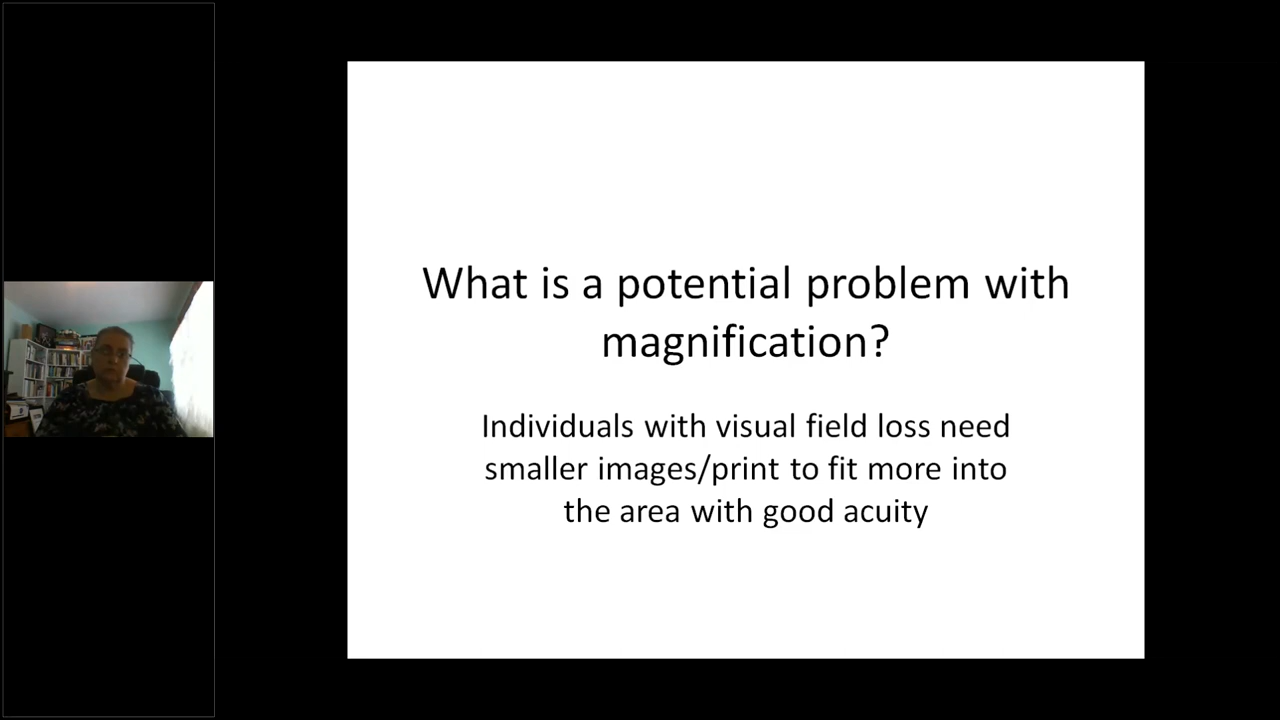 What is a potential problem with
magnification?
Individuals with visual field loss need
smaller images/print to fit more into
the area with good acuity